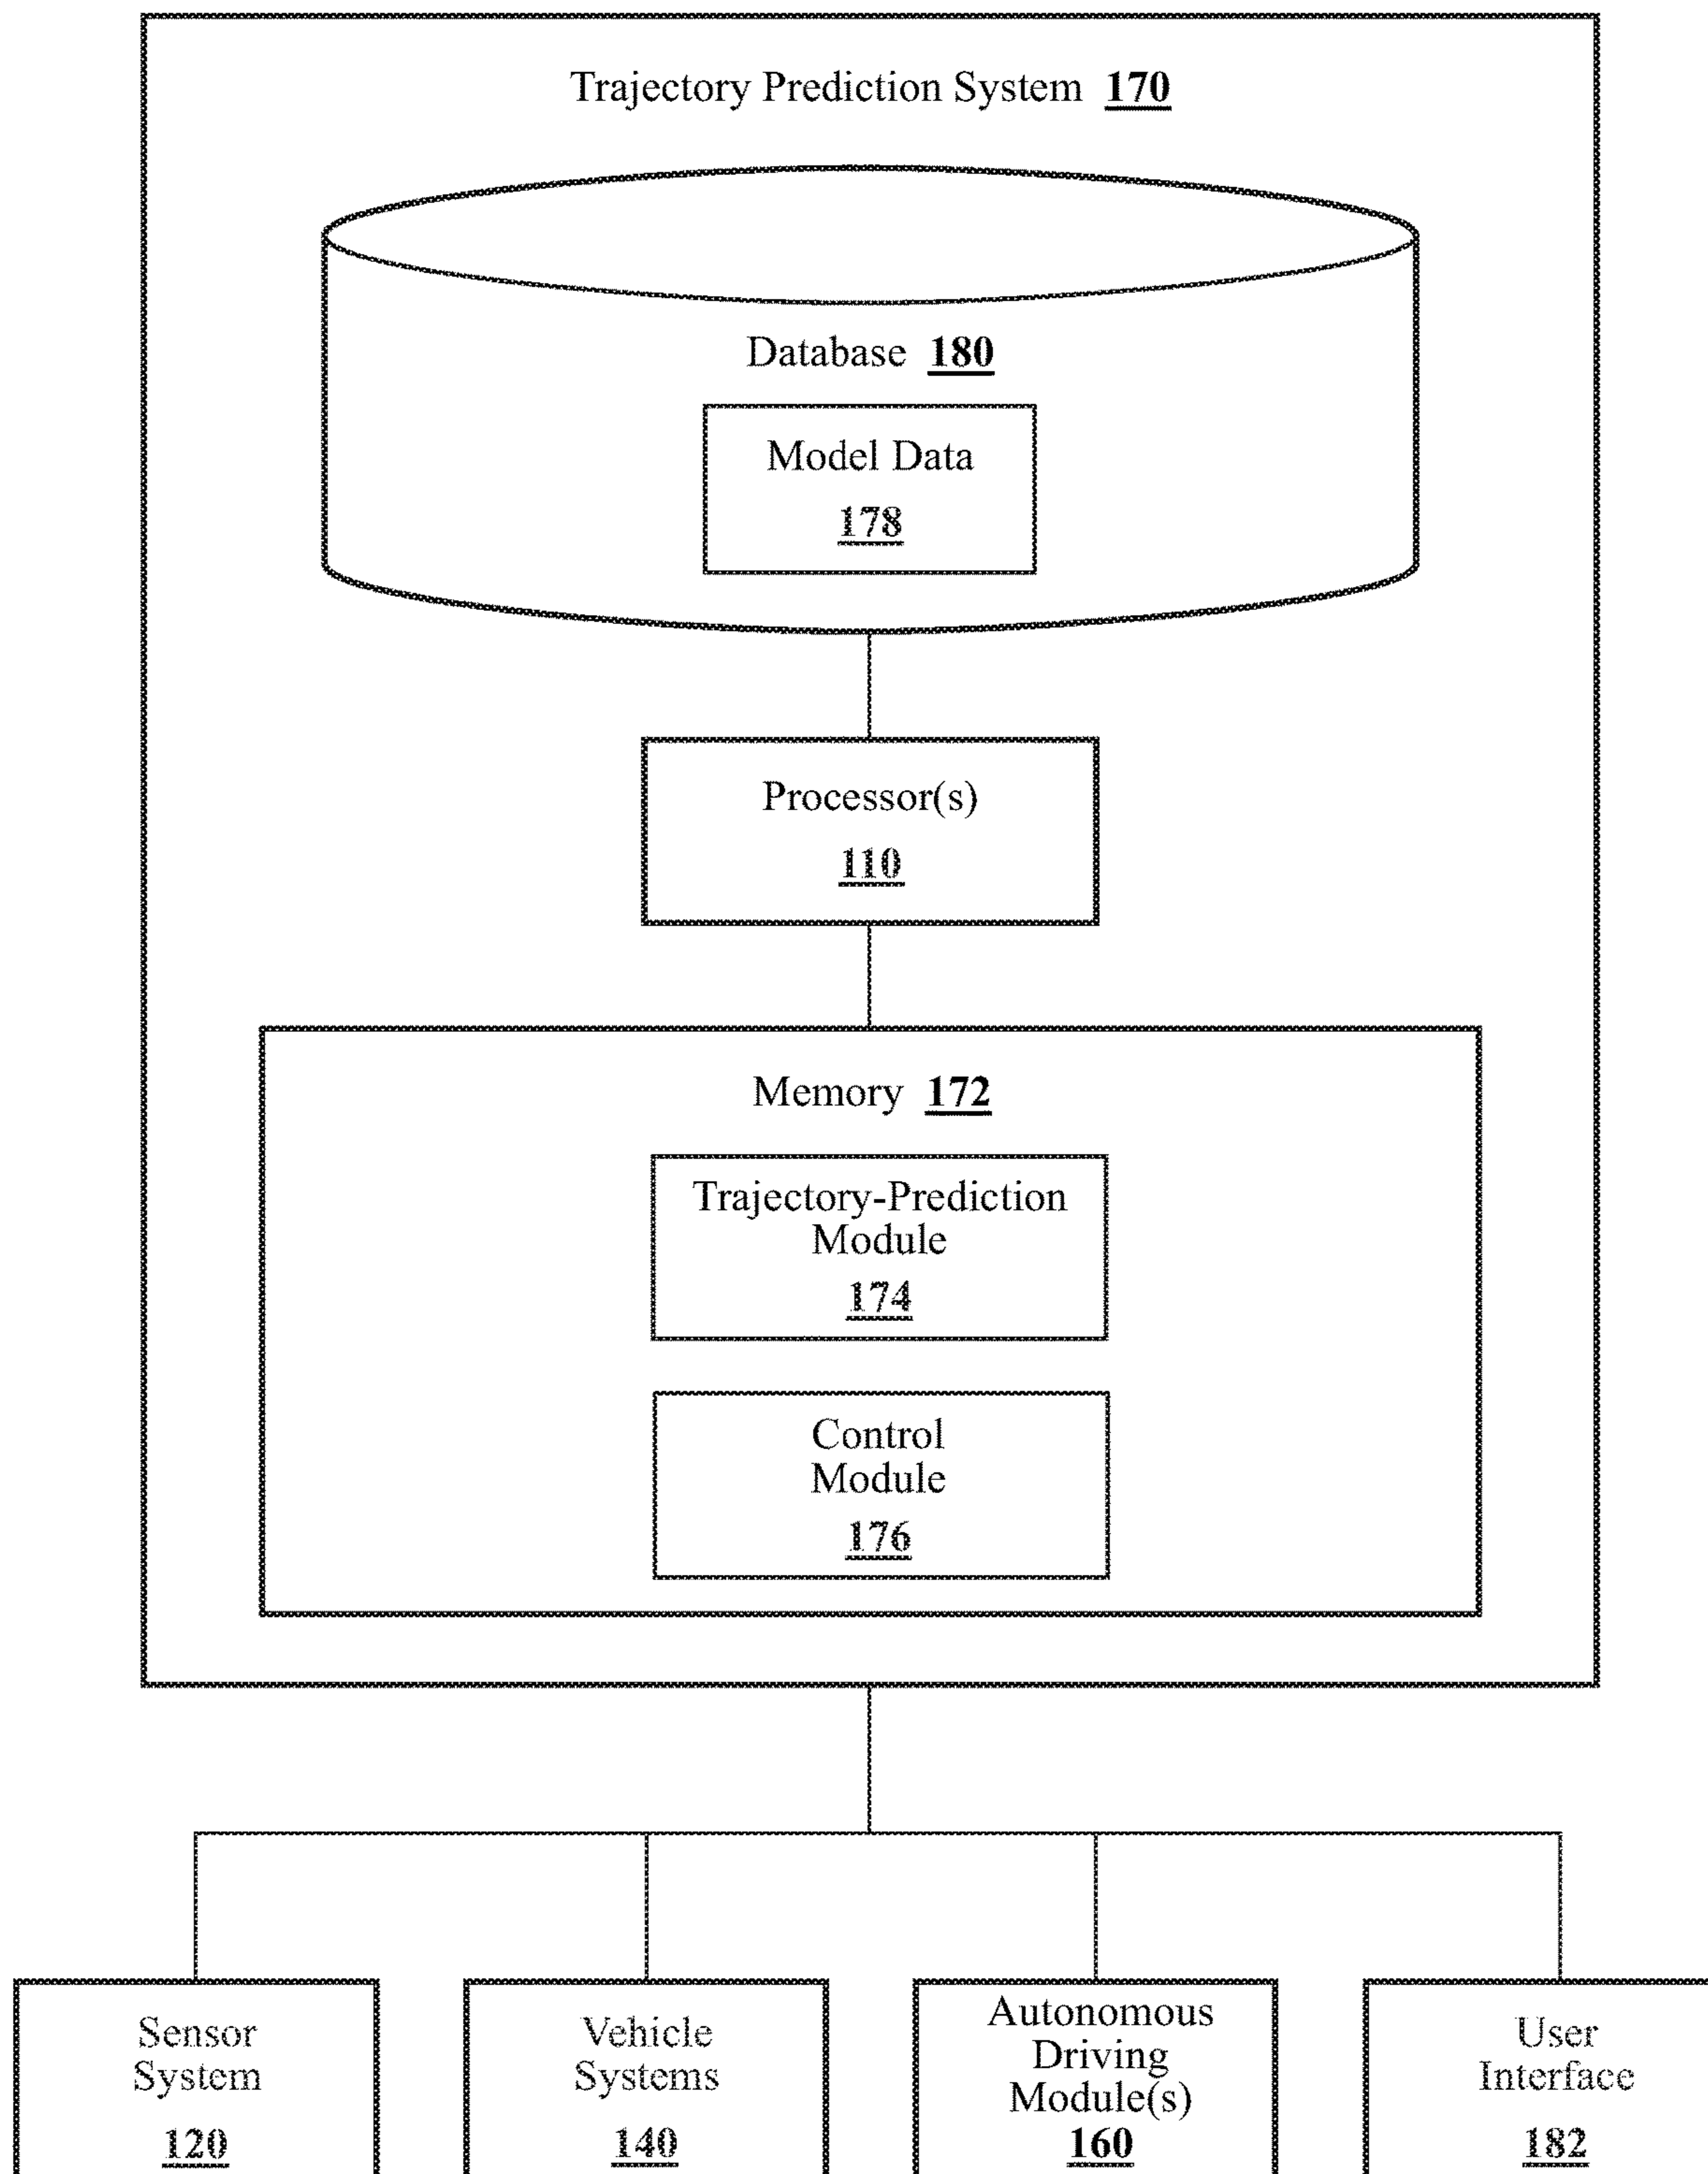 Trajectory Prediction System 170
Database 180
Model Data
178
Processor(s)
110
Memory 172
Trajectory-Prediction
Module
174
Control
Module
176
Sensor
System
120
Vehicle
Systems
140
Autonomous
Driving
Module(s)
160
User
Interface
182